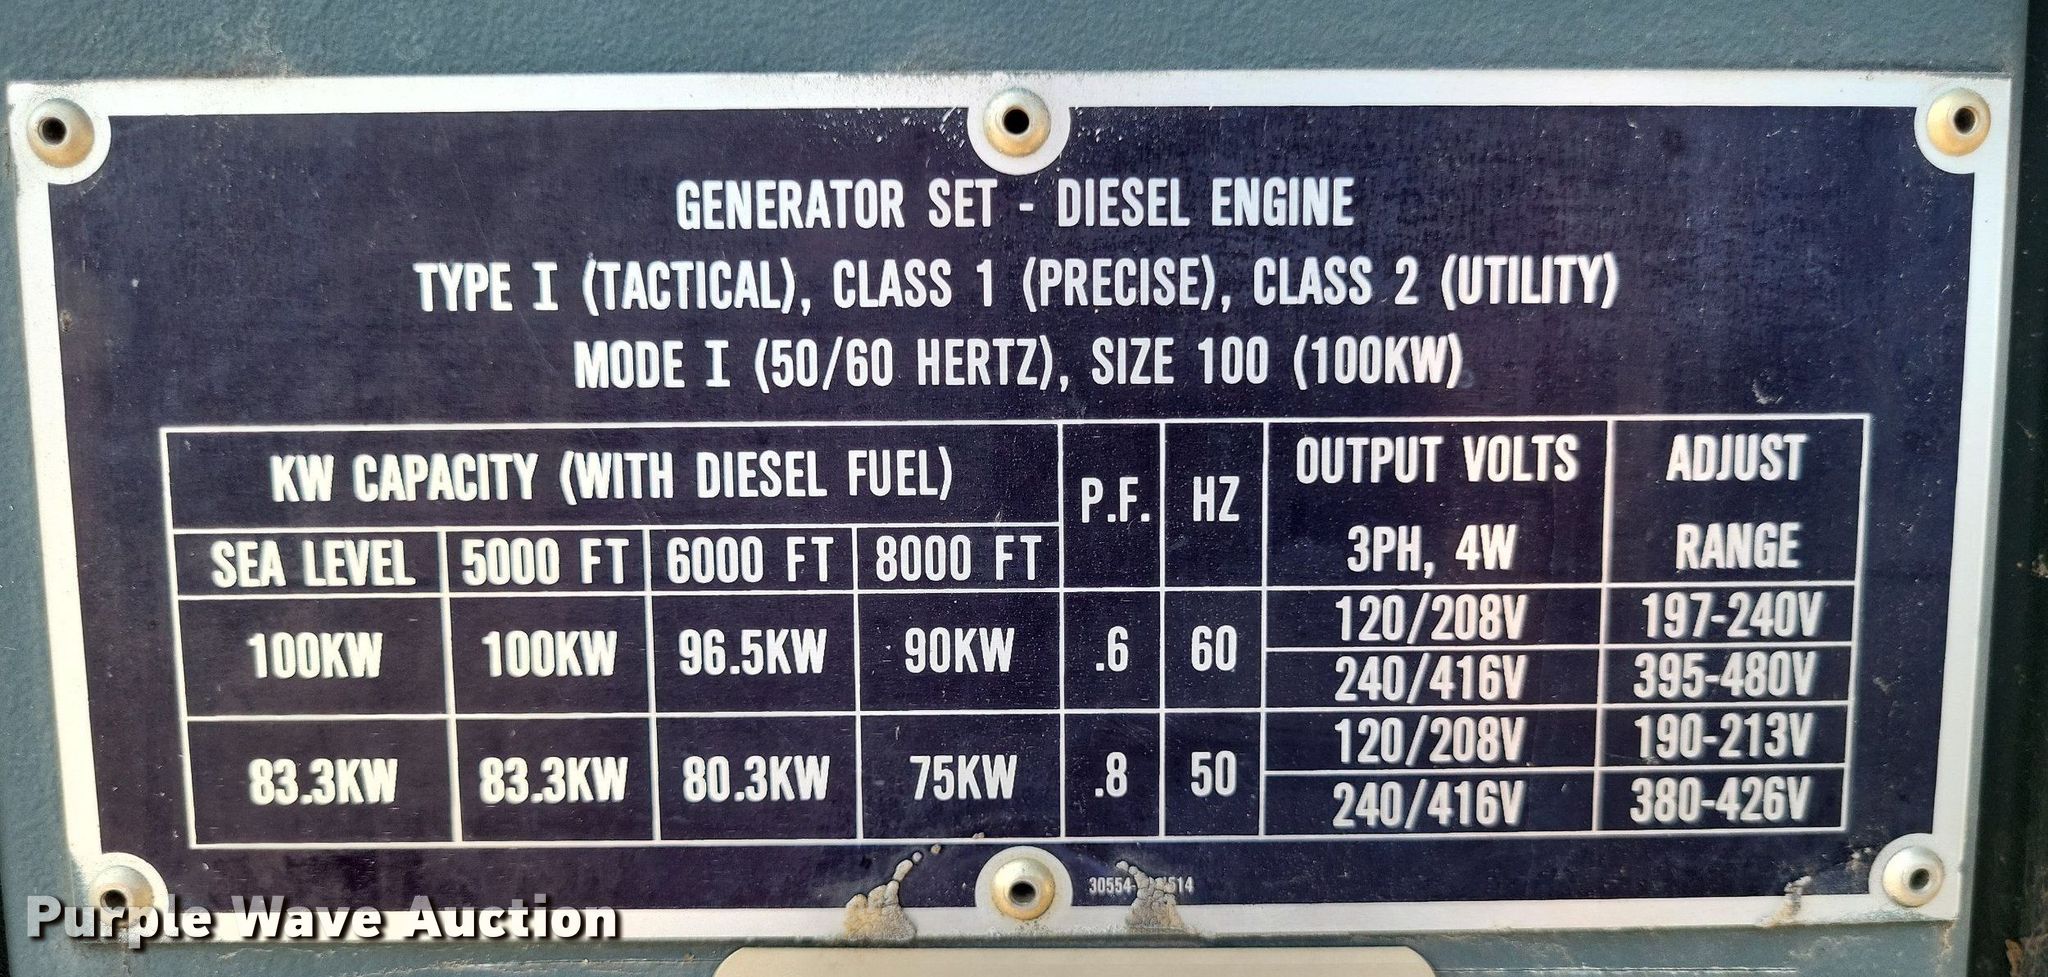 GENERATOR SET - DIESEL ENGINE
TYPE I (TACTICAL), CLASS 1 (PRECISE), CLASS 2 (UTILITY)
MODE I (50/60 HERTZ), SIZE 100 (100KW)
KW CAPACITY (WITH DIESEL FUEL) P.F. HZ OUTPUT VOLTS 3PH, 4W ADJUST RANGE
SEA LEVEL 5000 FT 6000 FT 8000 FT
100KW 100KW 96.5KW 90KW .6 60 120/208V 197-240V
240/416V 395-480V
83.3KW 83.3KW 80.3KW 75KW .8 50 120/208V 190-213V
240/416V 380-426V
Purple Wave Auction